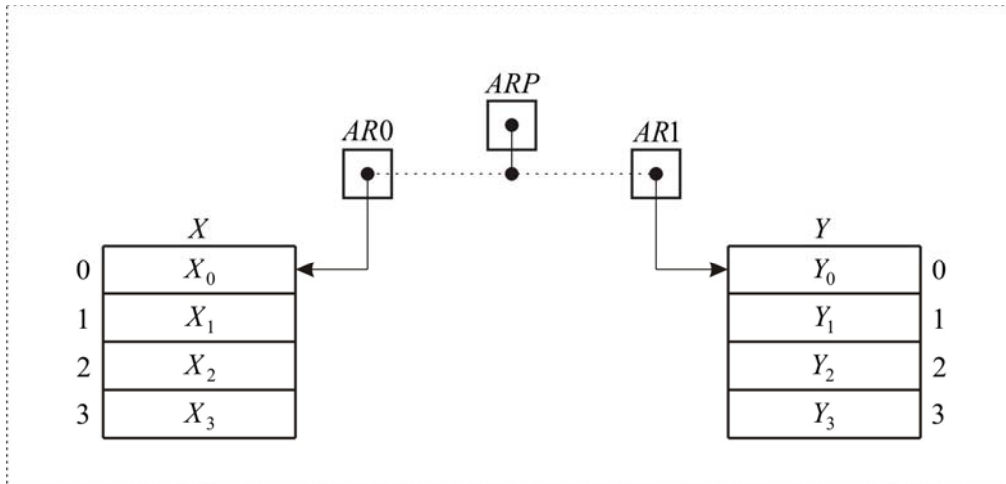 ARP
AR0 AR1
X Y
0 X₀ Y₀ 0
1 X₁ Y₁ 1
2 X₂ Y₂ 2
3 X₃ Y₃ 3